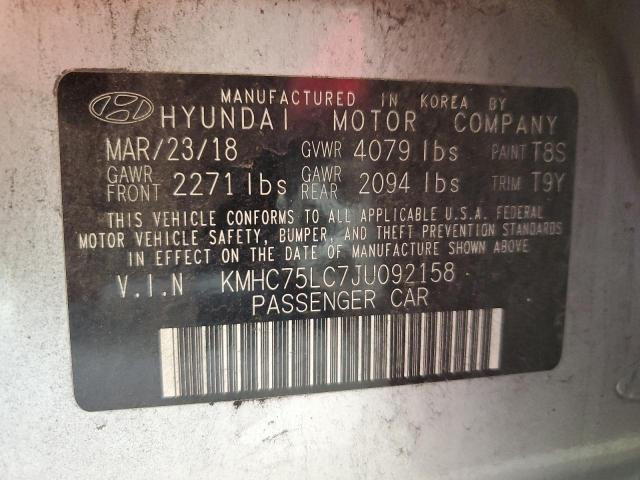 MANUFACTURED IN KOREA BY
HYUNDAI MOTOR COMPANY
MAR/23/18 GVWR 4079 lbs PAINT T8S
GAWR FRONT 2271 lbs GAWR REAR 2094 lbs TRIM T9Y
THIS VEHICLE CONFORMS TO ALL APPLICABLE U.S.A. FEDERAL
MOTOR VEHICLE SAFETY, BUMPER, AND THEFT PREVENTION STANDARDS
IN EFFECT ON THE DATE OF MANUFACTURE SHOWN ABOVE
V.I.N KMHC75LC7JU092158
PASSENGER CAR